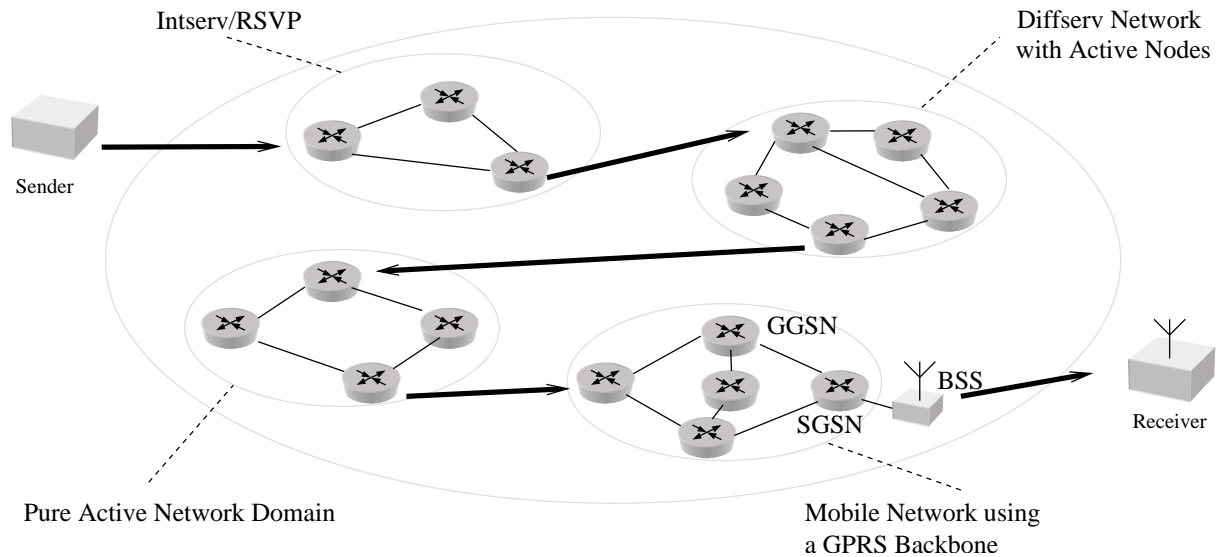 Intserv/RSVP
Diffserv Network
with Active Nodes
Sender
GGSN
BSS
SGSN
Receiver
Pure Active Network Domain
Mobile Network using
a GPRS Backbone